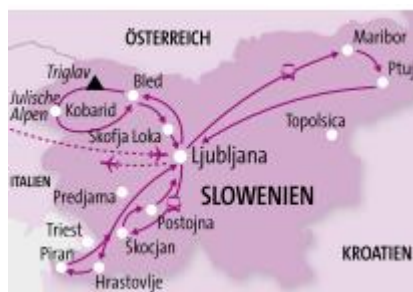 ÖSTERREICH
Maribor
Triglav
Bled
Ptuj
Julische
Alpen
Kobarid
Skofja Loka
Topolsica
Ljubljana
ITALIEN
Predjama
SLOWENIEN
Postojna
Triest
Skocjan
Piran
KROATIEN
Hrastovlje